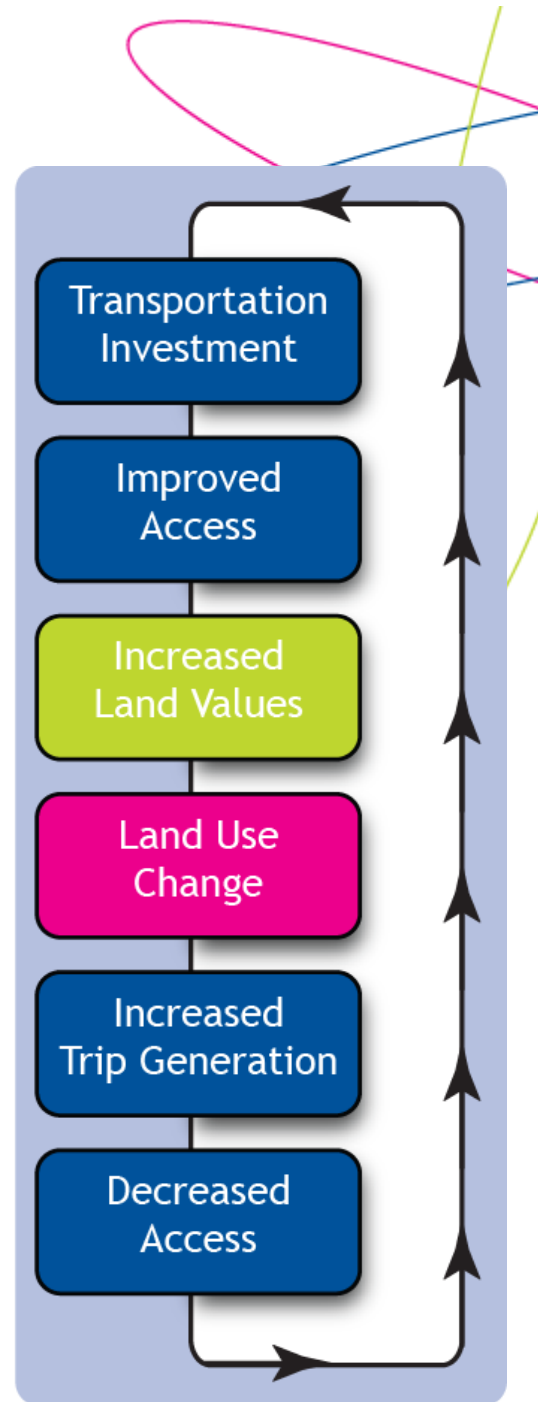 Transportation
Investment
Improved
Access
Increased
Land Values
Land Use
Change
Increased
Trip Generation
Decreased
Access